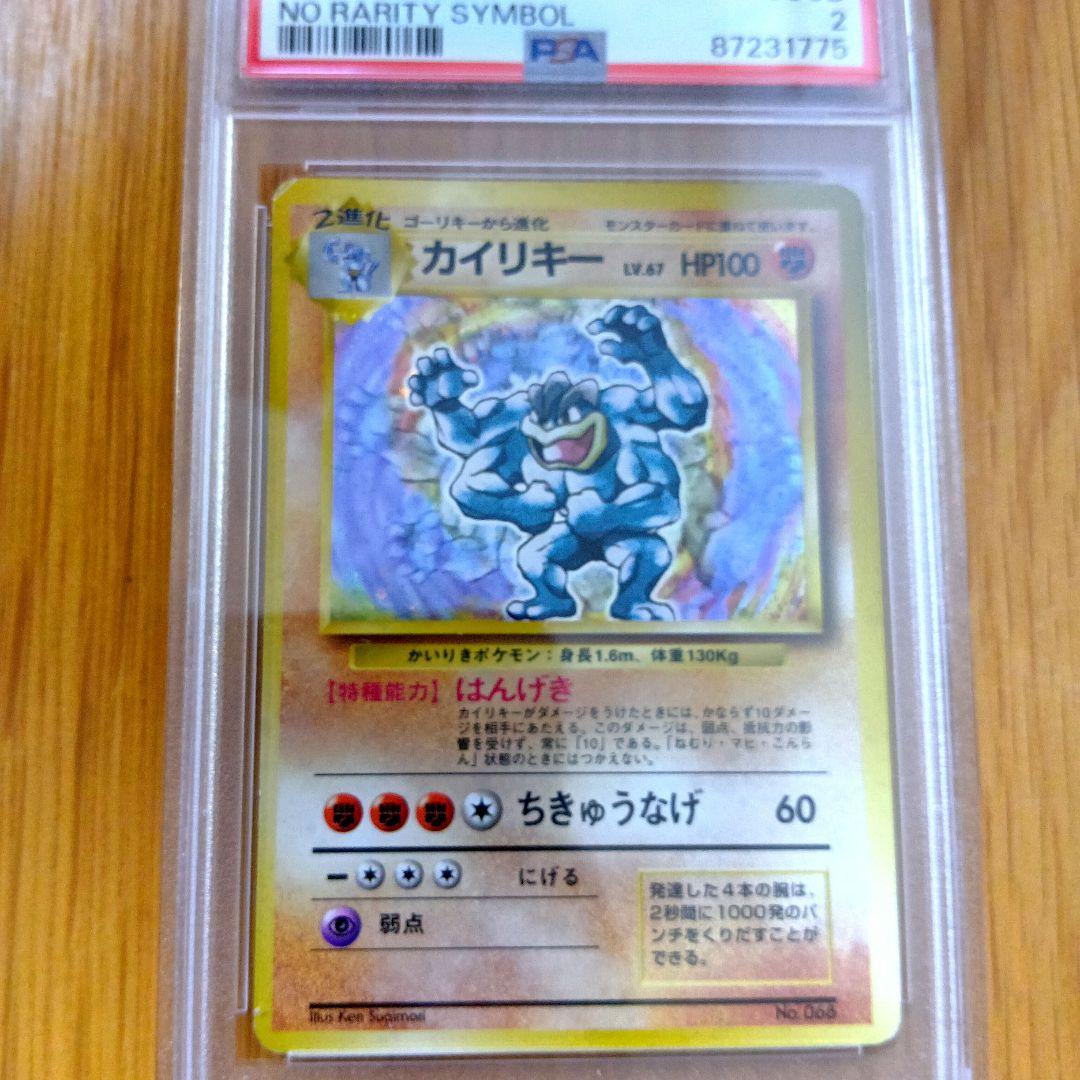 NO RARITY SYMBOL
2
PSA
87231775
2進化
ゴーリキーから進化
モンスターカードに重ねて使います。
カイリキー LV.67 HP100
かいりきポケモン：身長1.6m、体重130Kg
【特種能力】はんげき
カイリキーがダメージをうけたときには、かならず10ダメー
ジを相手にあたえる。このダメージは、弱点、抵抗力の影
響を受けず、常に「10」である。「ねむり・マヒ・こんら
ん」状態のときにはつかえない。
ちきゅうなげ 60
にげる
弱点
発達した４本の腕は、
２秒間に1000発のパ
ンチをくりだすことが
できる。
Illus Ken Sugimori
No. 068